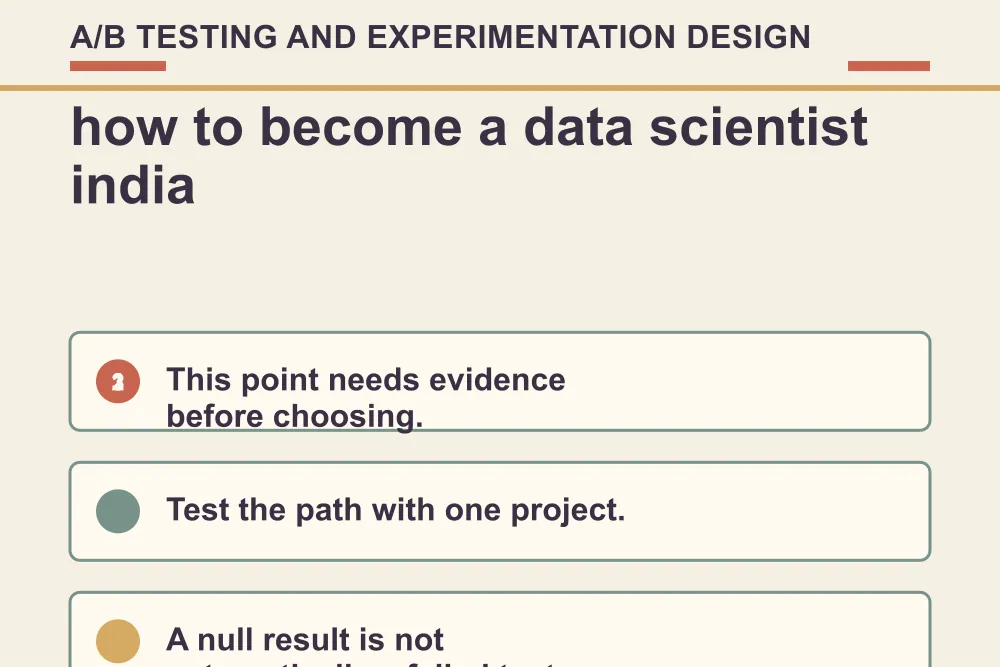 A/B TESTING AND EXPERIMENTATION DESIGN
how to become a data scientist
india
This point needs evidence
before choosing.
Test the path with one project.
A null result is not